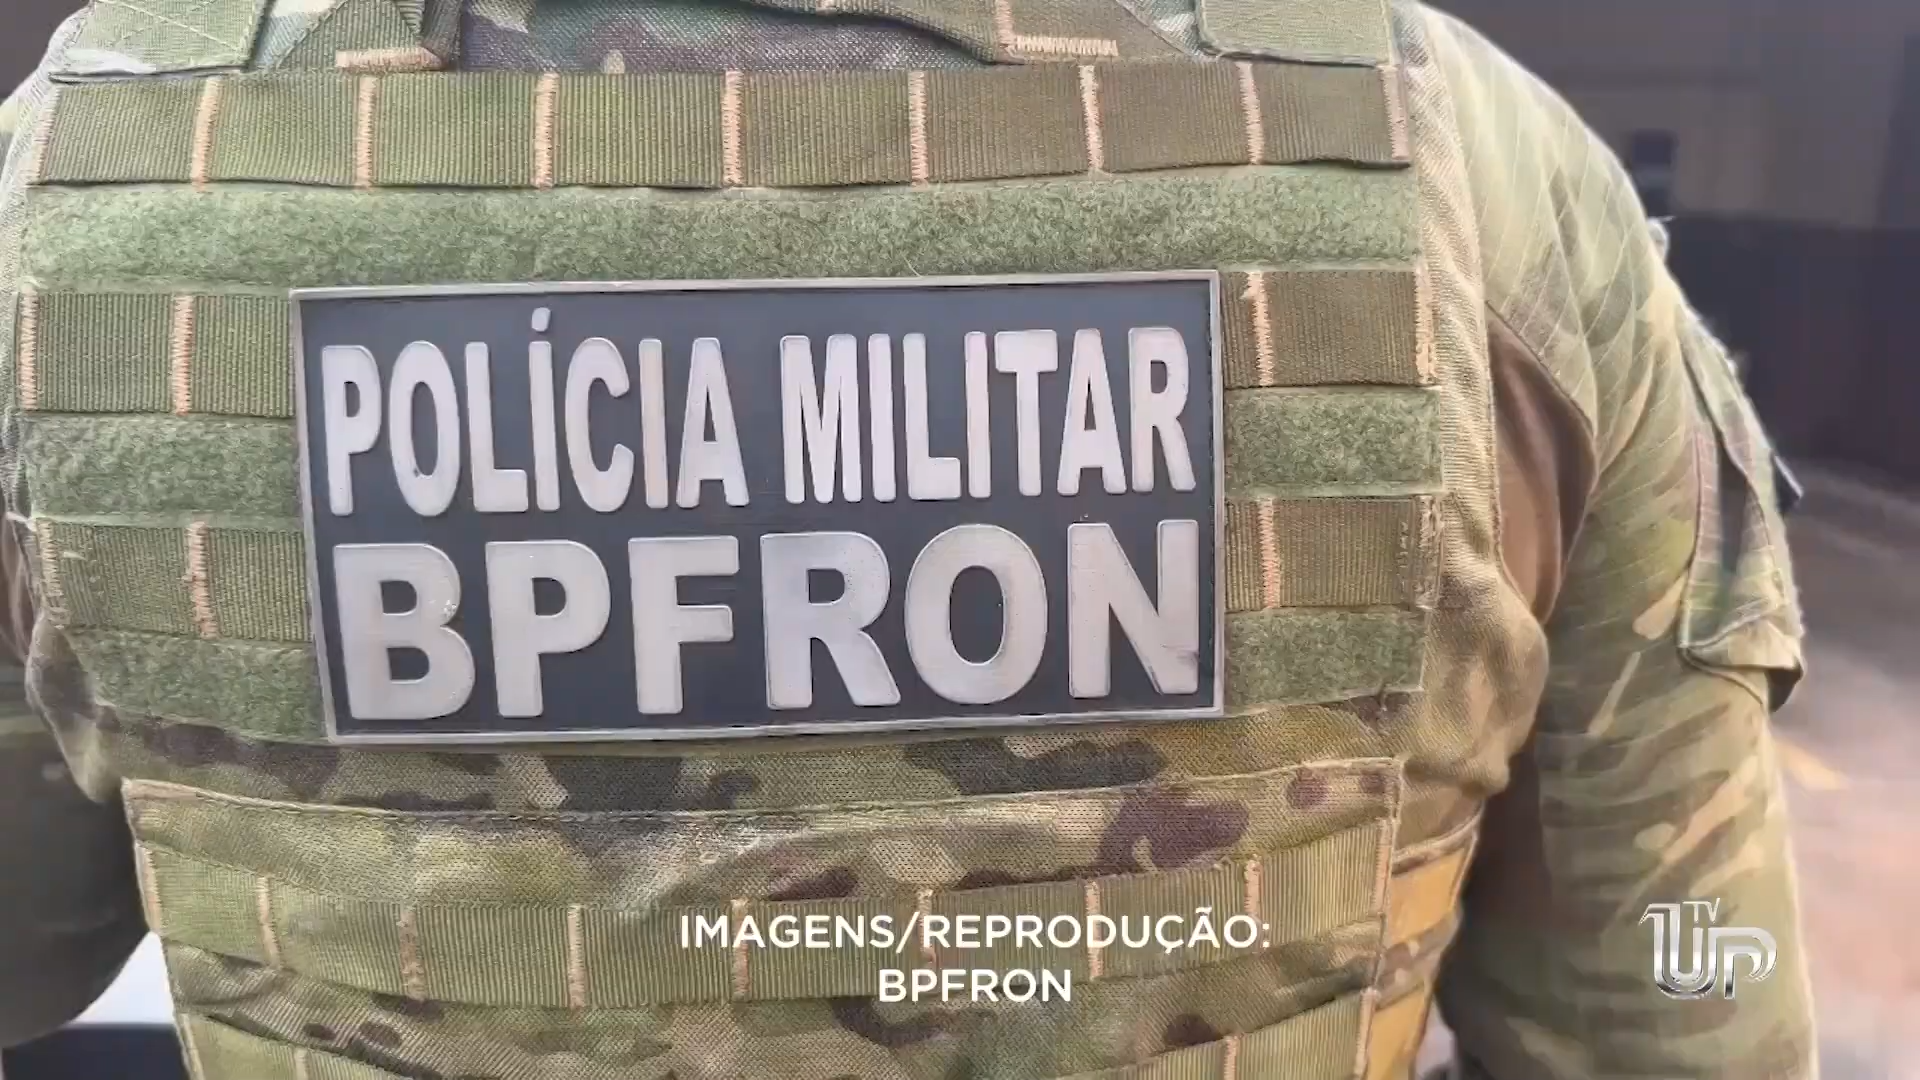 POLÍCIA MILITAR
BPFRON
IMAGENS/REPRODUÇÃO:
BPFRON
TV
UP